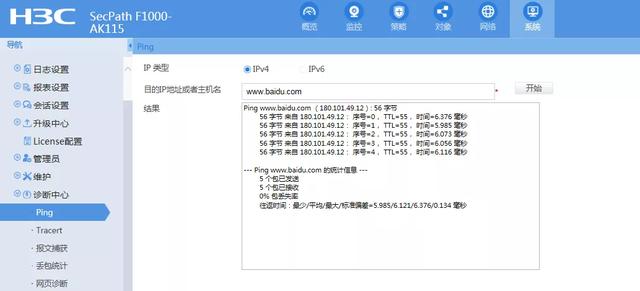 H3C
SecPath F1000-
AK115
概览
监控
策略
对象
网络
系统
导航
日志设置
报表设置
会话设置
升级中心
License配置
管理员
维护
诊断中心
Ping
Tracert
报文捕获
丢包统计
网页诊断
Ping
IP 类型
IPv4
IPv6
目的IP地址或者主机名
www.baidu.com
*
开始
结果
Ping www.baidu.com （180.101.49.12）: 56 字节
56 字节 来自 180.101.49.12： 序号=0 ，TTL=55 ，时间=6.376 毫秒
56 字节 来自 180.101.49.12： 序号=1 ，TTL=55 ，时间=5.985 毫秒
56 字节 来自 180.101.49.12： 序号=2 ，TTL=55 ，时间=6.073 毫秒
56 字节 来自 180.101.49.12： 序号=3 ，TTL=55 ，时间=6.056 毫秒
56 字节 来自 180.101.49.12： 序号=4 ，TTL=55 ，时间=6.116 毫秒
--- Ping www.baidu.com 的统计信息 ---
5 个包已发送
5 个包已接收
0% 包丢失率
往返时间：最少/平均/最大/标准偏差=5.985/6.121/6.376/0.134 毫秒